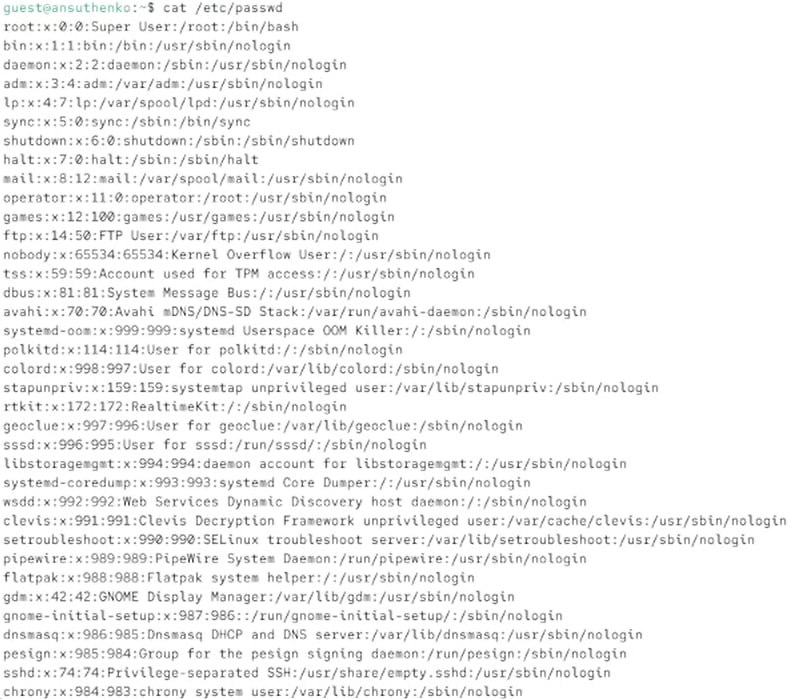 guest@ansuthenko:~$ cat /etc/passwd
root:x:0:0:Super User:/root:/bin/bash
bin:x:1:1:bin:/bin:/usr/sbin/nologin
daemon:x:2:2:daemon:/sbin:/usr/sbin/nologin
adm:x:3:4:adm:/var/adm:/usr/sbin/nologin
lp:x:4:7:lp:/var/spool/lpd:/usr/sbin/nologin
sync:x:5:0:sync:/sbin:/bin/sync
shutdown:x:6:0:shutdown:/sbin:/sbin/shutdown
halt:x:7:0:halt:/sbin:/sbin/halt
mail:x:8:12:mail:/var/spool/mail:/usr/sbin/nologin
operator:x:11:0:operator:/root:/usr/sbin/nologin
games:x:12:100:games:/usr/games:/usr/sbin/nologin
ftp:x:14:50:FTP User:/var/ftp:/usr/sbin/nologin
nobody:x:65534:65534:Kernel Overflow User:/:/usr/sbin/nologin
tss:x:59:59:Account used for TPM access:/:/usr/sbin/nologin
dbus:x:81:81:System Message Bus:/:/usr/sbin/nologin
avahi:x:70:70:Avahi mDNS/DNS-SD Stack:/var/run/avahi-daemon:/sbin/nologin
systemd-oom:x:999:999:systemd Userspace OOM Killer:/:/sbin/nologin
polkitd:x:114:114:User for polkitd:/:/sbin/nologin
colord:x:998:997:User for colord:/var/lib/colord:/sbin/nologin
stapunpriv:x:159:159:systemtap unprivileged user:/var/lib/stapunpriv:/sbin/nologin
rtkit:x:172:172:RealtimeKit:/:/sbin/nologin
geoclue:x:997:996:User for geoclue:/var/lib/geoclue:/sbin/nologin
sssd:x:996:995:User for sssd:/run/sssd/:/sbin/nologin
libstoragemgmt:x:994:994:daemon account for libstoragemgmt:/:/usr/sbin/nologin
systemd-coredump:x:993:993:systemd Core Dumper:/:/usr/sbin/nologin
wsdd:x:992:992:Web Services Dynamic Discovery host daemon:/:/sbin/nologin
clevis:x:991:991:Clevis Decryption Framework unprivileged user:/var/cache/clevis:/usr/sbin/nologin
setroubleshoot:x:990:990:SELinux troubleshoot server:/var/lib/setroubleshoot:/usr/sbin/nologin
pipewire:x:989:989:PipeWire System Daemon:/run/pipewire:/usr/sbin/nologin
flatpak:x:988:988:Flatpak system helper:/:/usr/sbin/nologin
gdm:x:42:42:GNOME Display Manager:/var/lib/gdm:/usr/sbin/nologin
gnome-initial-setup:x:987:986::/run/gnome-initial-setup/:/sbin/nologin
dnsmasq:x:986:985:Dnsmasq DHCP and DNS server:/var/lib/dnsmasq:/usr/sbin/nologin
pesign:x:985:984:Group for the pesign signing daemon:/run/pesign:/sbin/nologin
sshd:x:74:74:Privilege-separated SSH:/usr/share/empty.sshd:/usr/sbin/nologin
chrony:x:984:983:chrony system user:/var/lib/chrony:/sbin/nologin